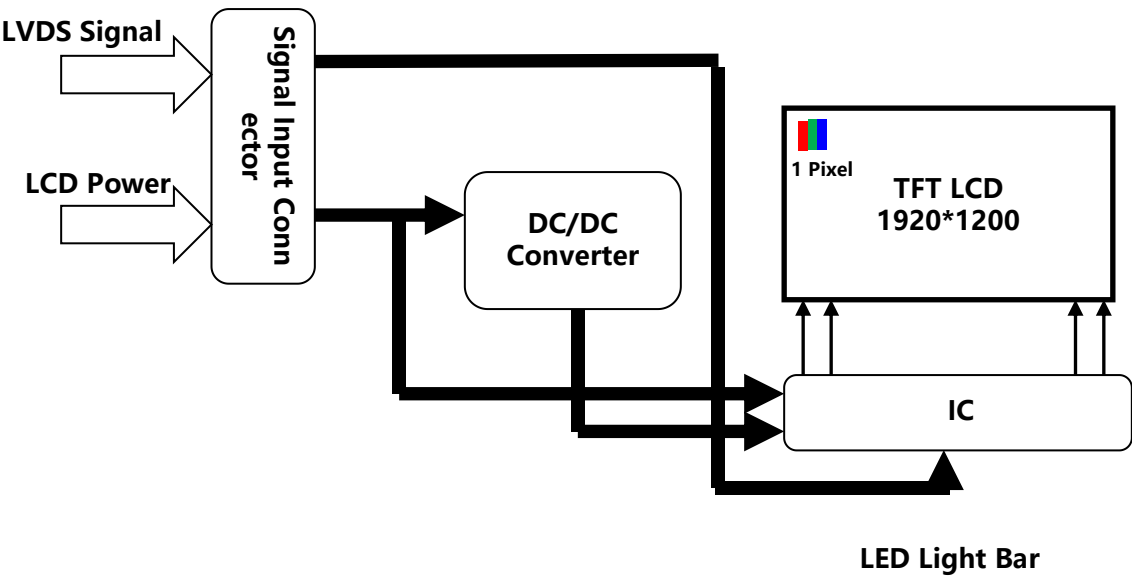 LVDS Signal
Signal Input Conn
ector
LCD Power
DC/DC
Converter
1 Pixel
TFT LCD
1920*1200
IC
LED Light Bar